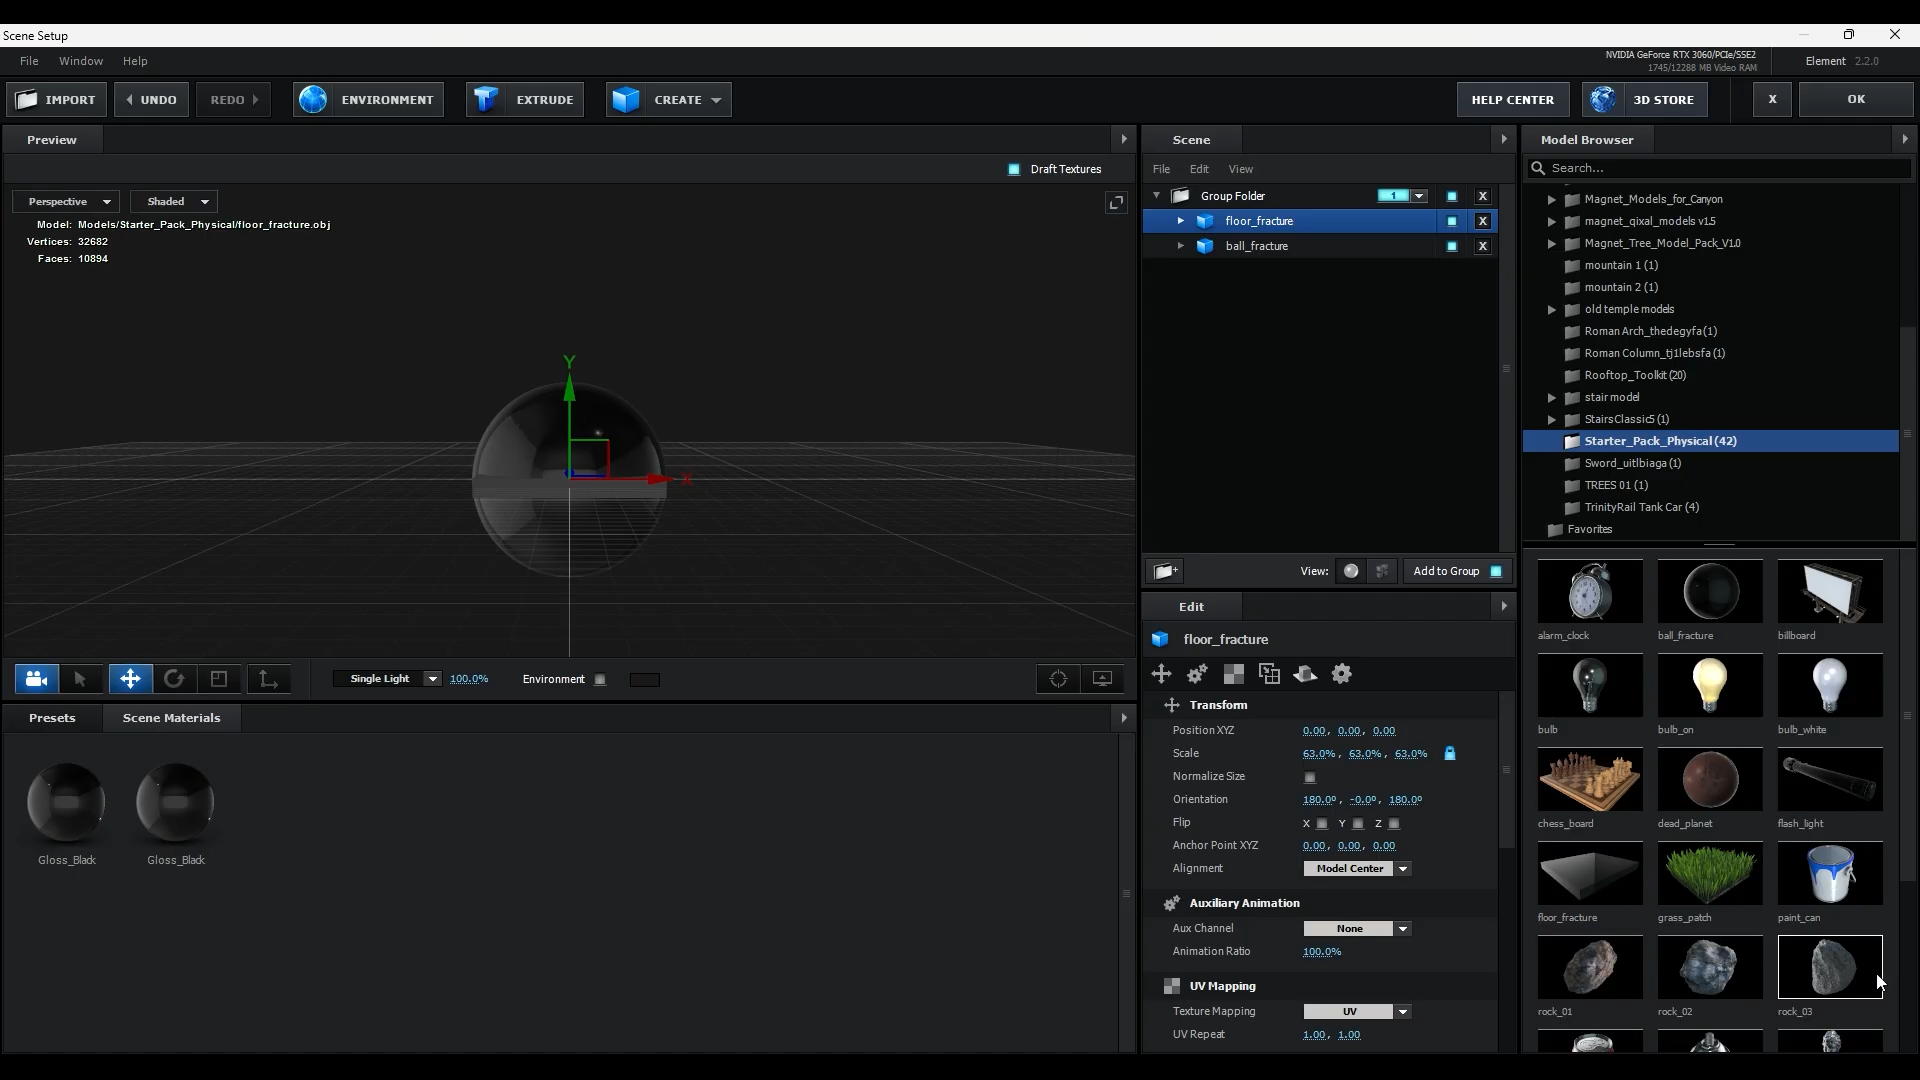 Scene Setup
File Window Help
NVIDIA GeForce RTX 3060/PCIe/SSE2
1745/12288 MB Video RAM
Element 2.2.0
IMPORT UNDO REDO ENVIRONMENT EXTRUDE CREATE HELP CENTER 3D STORE X OK
Preview
Draft Textures
Perspective Shaded
Model: Models/Starter_Pack_Physical/floor_fracture.obj
Vertices: 32682
Faces: 10894
Y
X
Single Light 100.0% Environment
Presets Scene Materials
Gloss_Black Gloss_Black
Scene
File Edit View
Group Folder 1 X
floor_fracture X
ball_fracture X
View: Add to Group
Edit
floor_fracture
Transform
Position XYZ 0.00, 0.00, 0.00
Scale 63.0%, 63.0%, 63.0%
Normalize Size
Orientation 180.0°, -0.0°, 180.0°
Flip X Y Z
Anchor Point XYZ 0.00, 0.00, 0.00
Alignment Model Center
Auxiliary Animation
Aux Channel None
Animation Ratio 100.0%
UV Mapping
Texture Mapping UV
UV Repeat 1.00, 1.00
Model Browser
Search...
Magnet_Models_for_Canyon
magnet_qixal_models v1.5
Magnet_Tree_Model_Pack_V1.0
mountain 1 (1)
mountain 2 (1)
old temple models
Roman Arch_thedegyfa (1)
Roman Column_tj1lebsfa (1)
Rooftop_Toolkit (20)
stair model
StairsClassic5 (1)
Starter_Pack_Physical (42)
Sword_uitlbiaga (1)
TREES 01 (1)
TrinityRail Tank Car (4)
Favorites
alarm_clock ball_fracture billboard
bulb bulb_on bulb_white
chess_board dead_planet flash_light
floor_fracture grass_patch paint_can
rock_01 rock_02 rock_03